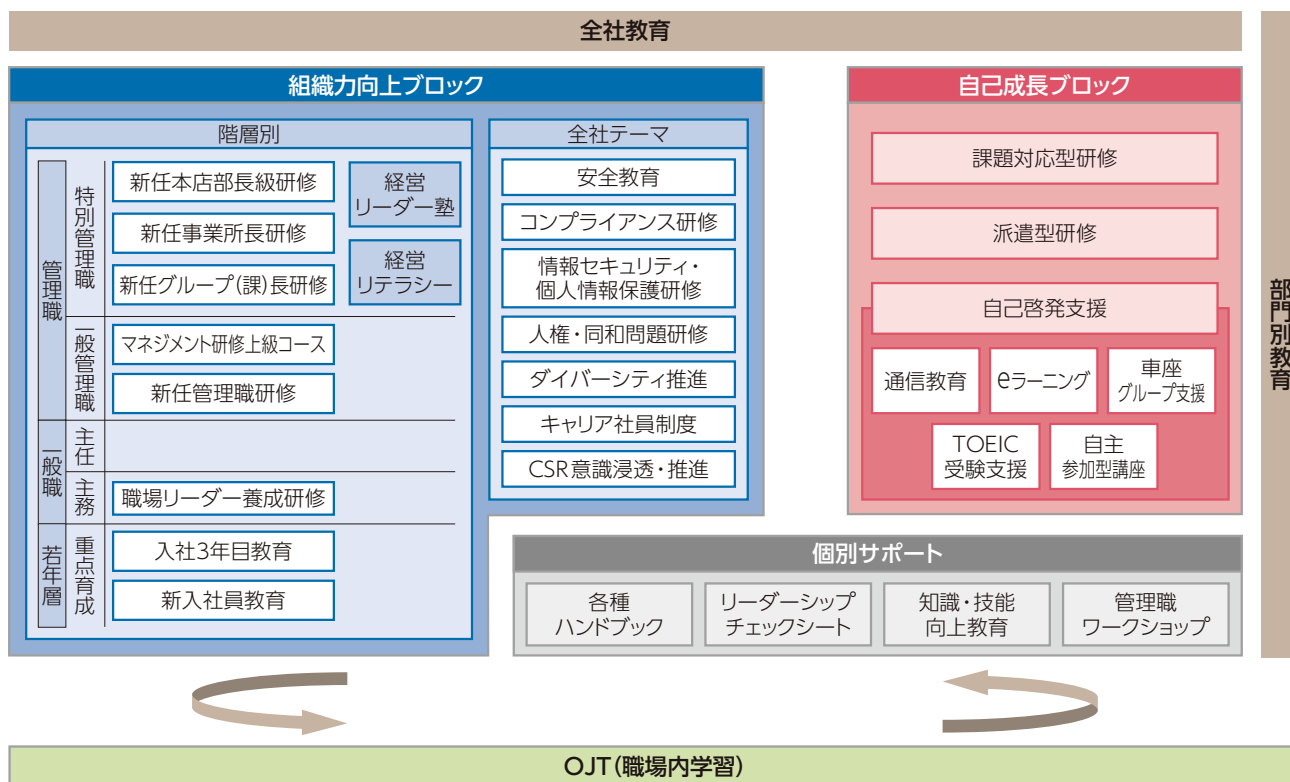 全社教育
組織力向上ブロック
階層別
管理職
特別管理職
新任本店部長級研修
新任事業所長研修
新任グループ(課)長研修
経営
リーダー塾
経営
リテラシー
一般管理職
マネジメント研修上級コース
新任管理職研修
一般職
主任
主務
職場リーダー養成研修
若年層
重点育成
入社3年目教育
新入社員教育
全社テーマ
安全教育
コンプライアンス研修
情報セキュリティ・
個人情報保護研修
人権・同和問題研修
ダイバーシティ推進
キャリア社員制度
CSR意識浸透・推進
自己成長ブロック
課題対応型研修
派遣型研修
自己啓発支援
通信教育
eラーニング
車座
グループ支援
TOEIC
受験支援
自主
参加型講座
個別サポート
各種
ハンドブック
リーダーシップ
チェックシート
知識・技能
向上教育
管理職
ワークショップ
部門別教育
OJT(職場内学習)